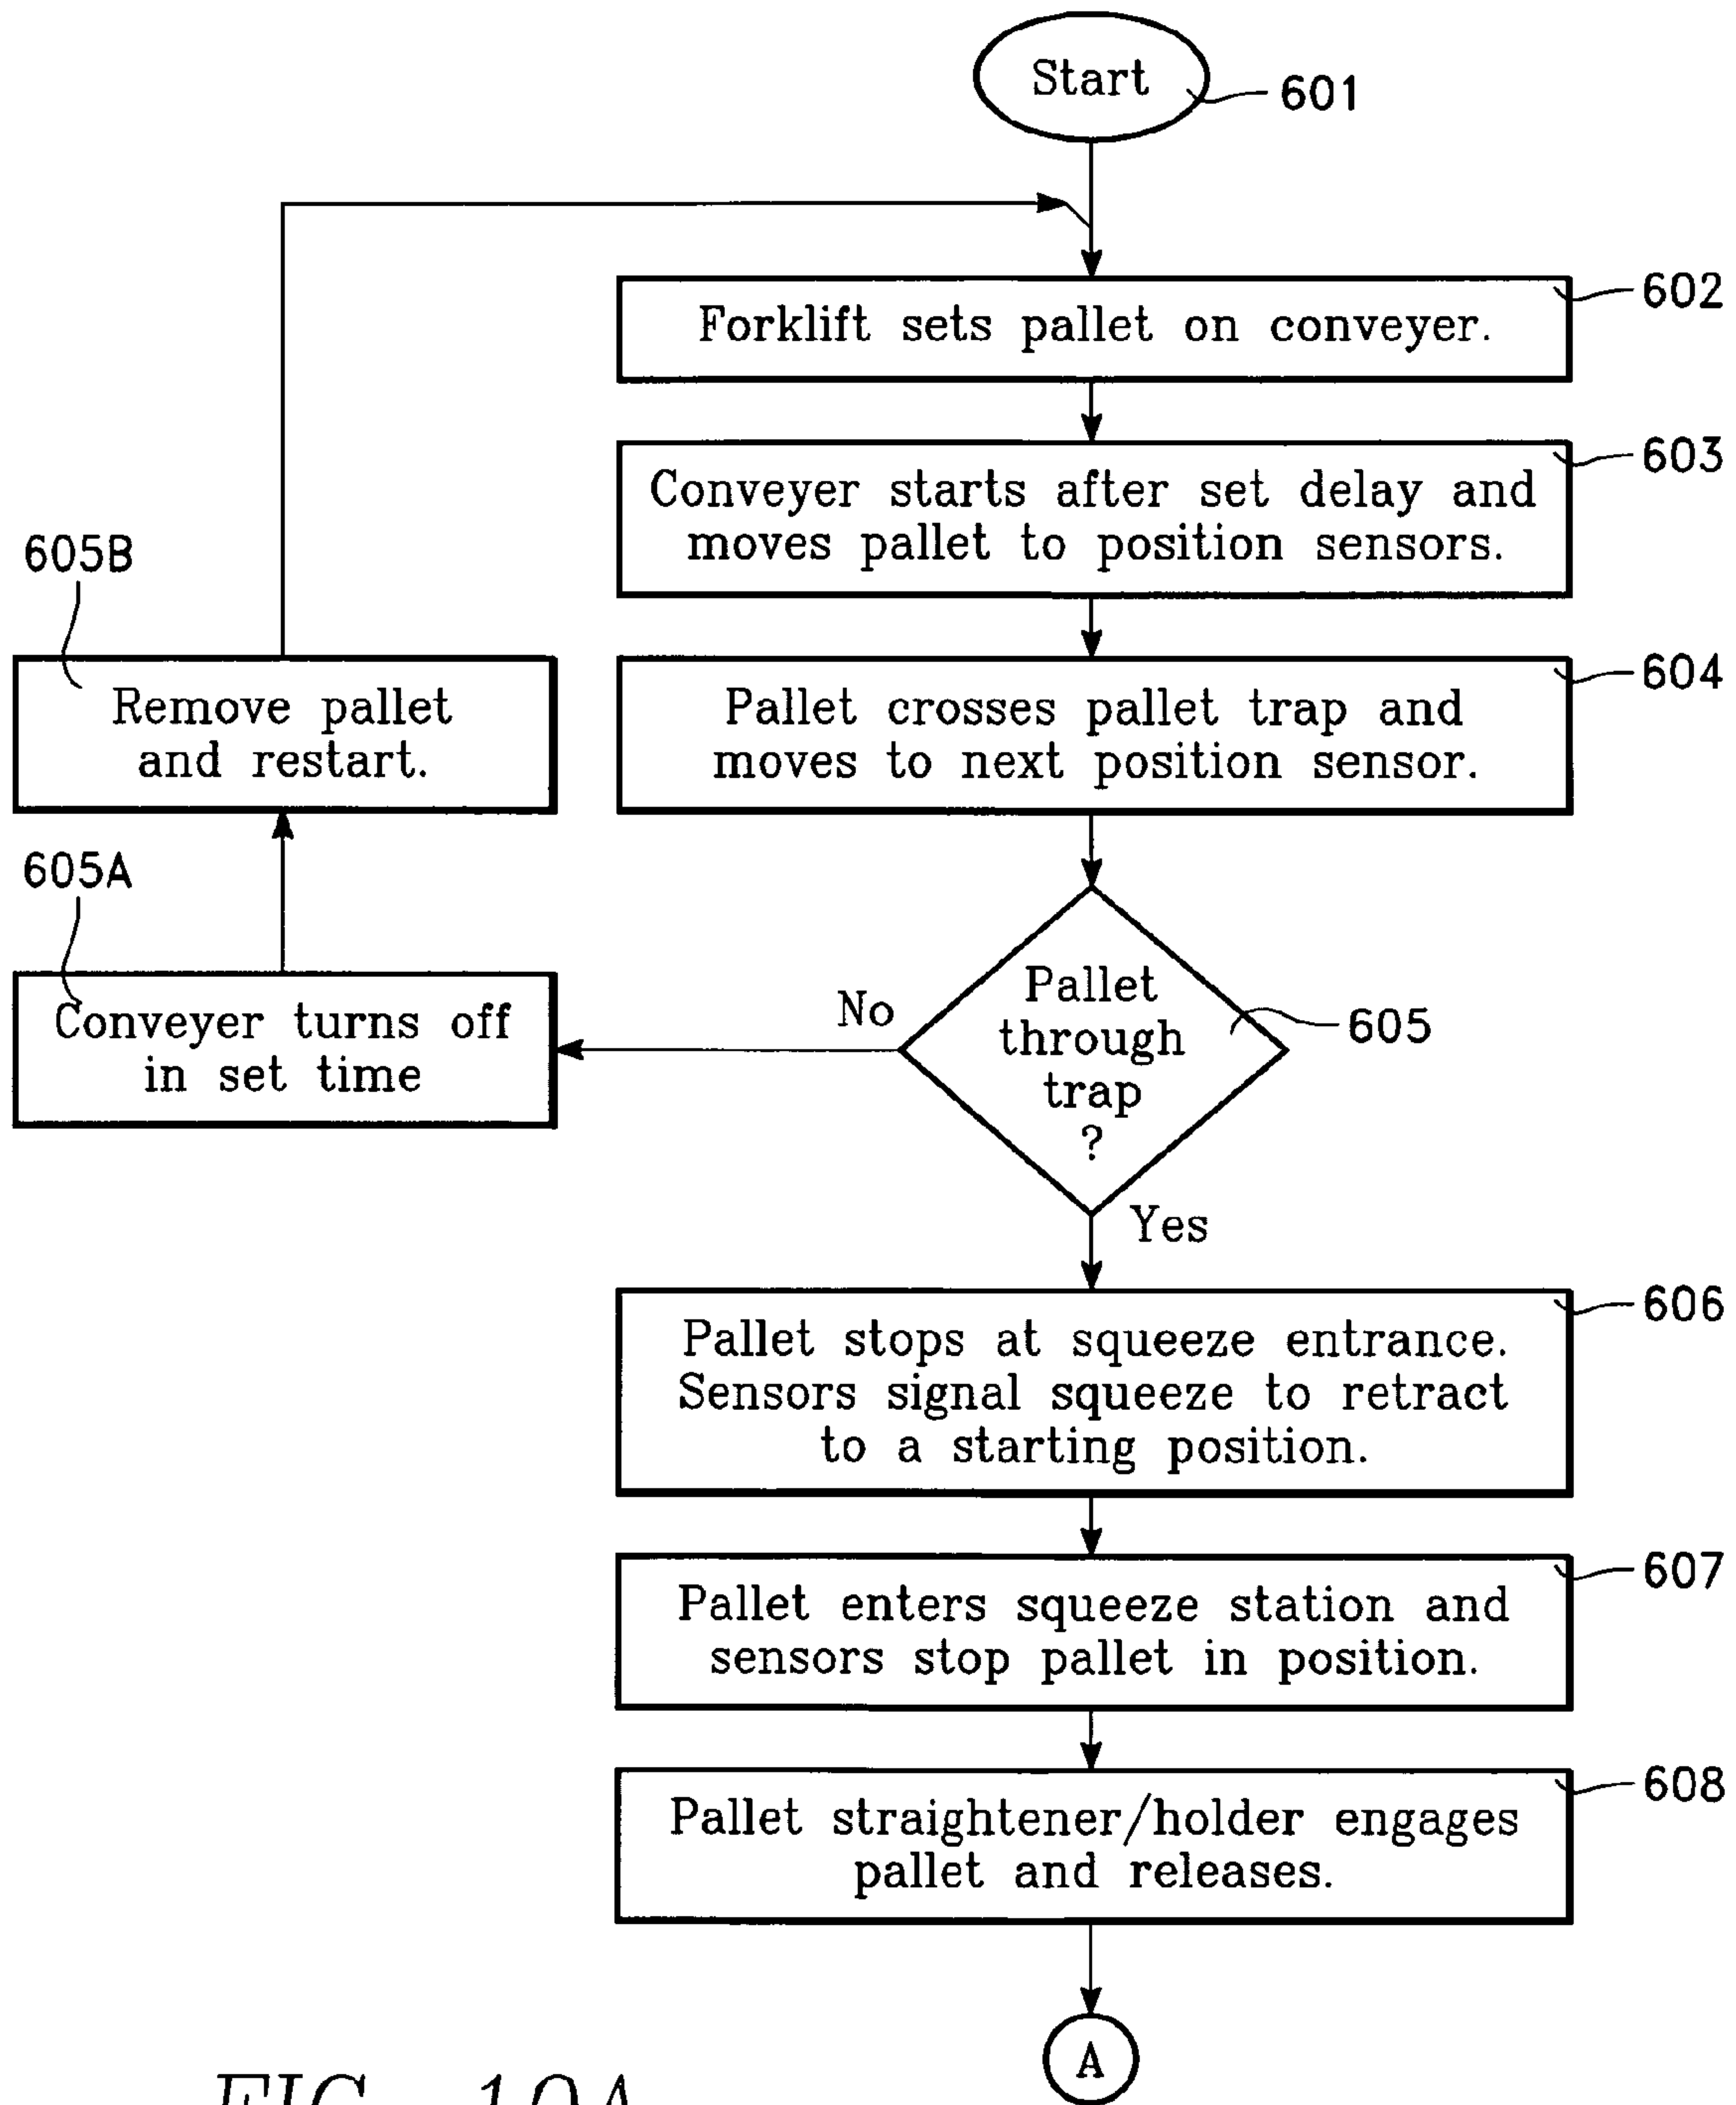 Start
601
Forklift sets pallet on conveyer.
602
Conveyer starts after set delay and
moves pallet to position sensors.
603
Pallet crosses pallet trap and
moves to next position sensor.
604
Pallet
through
trap
?
605
No
Conveyer turns off
in set time
605A
Remove pallet
and restart.
605B
Yes
Pallet stops at squeeze entrance.
Sensors signal squeeze to retract
to a starting position.
606
Pallet enters squeeze station and
sensors stop pallet in position.
607
Pallet straightener/holder engages
pallet and releases.
608
A
FIG. 10A